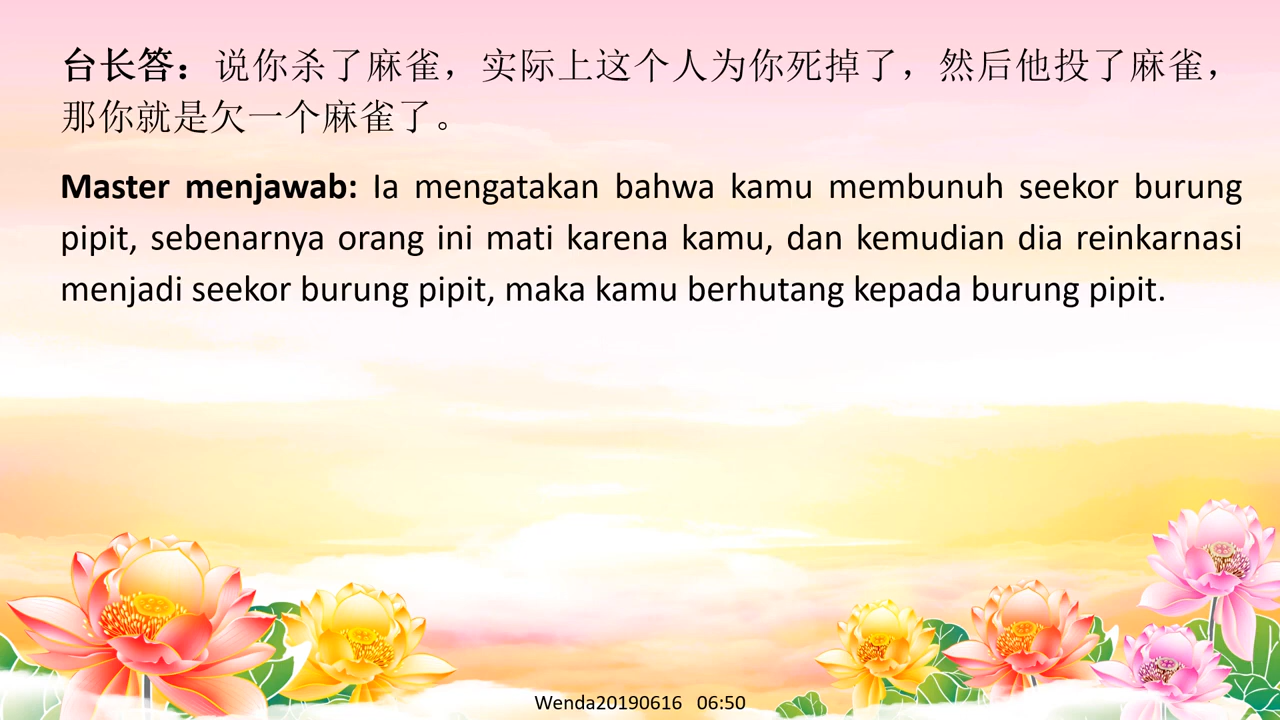 台长答：说你杀了麻雀，实际上这个人为你死掉了，然后他投了麻雀，
那你就是欠一个麻雀了。
Master menjawab: Ia mengatakan bahwa kamu membunuh seekor burung
pipit, sebenarnya orang ini mati karena kamu, dan kemudian dia reinkarnasi
menjadi seekor burung pipit, maka kamu berhutang kepada burung pipit.
Wenda20190616 06:50